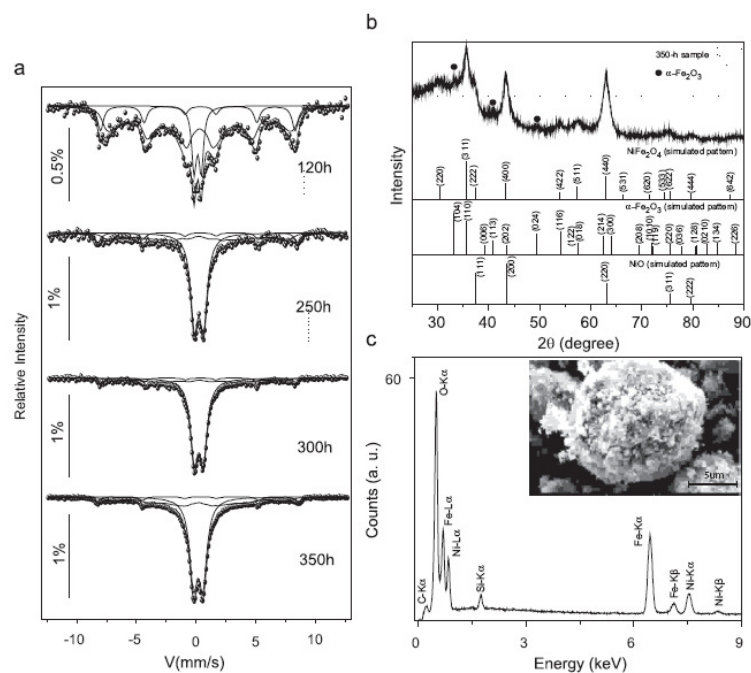 a
Relative Intensity
0.5%
120h
1%
250h
1%
300h
1%
350h
-10 -5 0 5 10
V(mm/s)
b
Intensity
350-h sample
α-Fe2O3
NiFe2O4 (simulated pattern)
(220) (311) (222) (400) (422) (511) (440) (531) (620) (533) (622) (444) (642)
α-Fe2O3 (simulated pattern)
(104) (110) (006) (113) (202) (024) (116) (122) (018) (214) (300) (208) (1010) (119) (220) (036) (128) (0210) (134) (226)
NiO (simulated pattern)
(111) (200) (220) (311) (222)
30 40 50 60 70 80 90
2θ (degree)
c
60
Counts (a. u.)
C-Kα
O-Kα
Fe-Lα
Ni-Lα
Si-Kα
Fe-Kα
Fe-Kβ
Ni-Kα
Ni-Kβ
5um
0 3 6 9
Energy (keV)